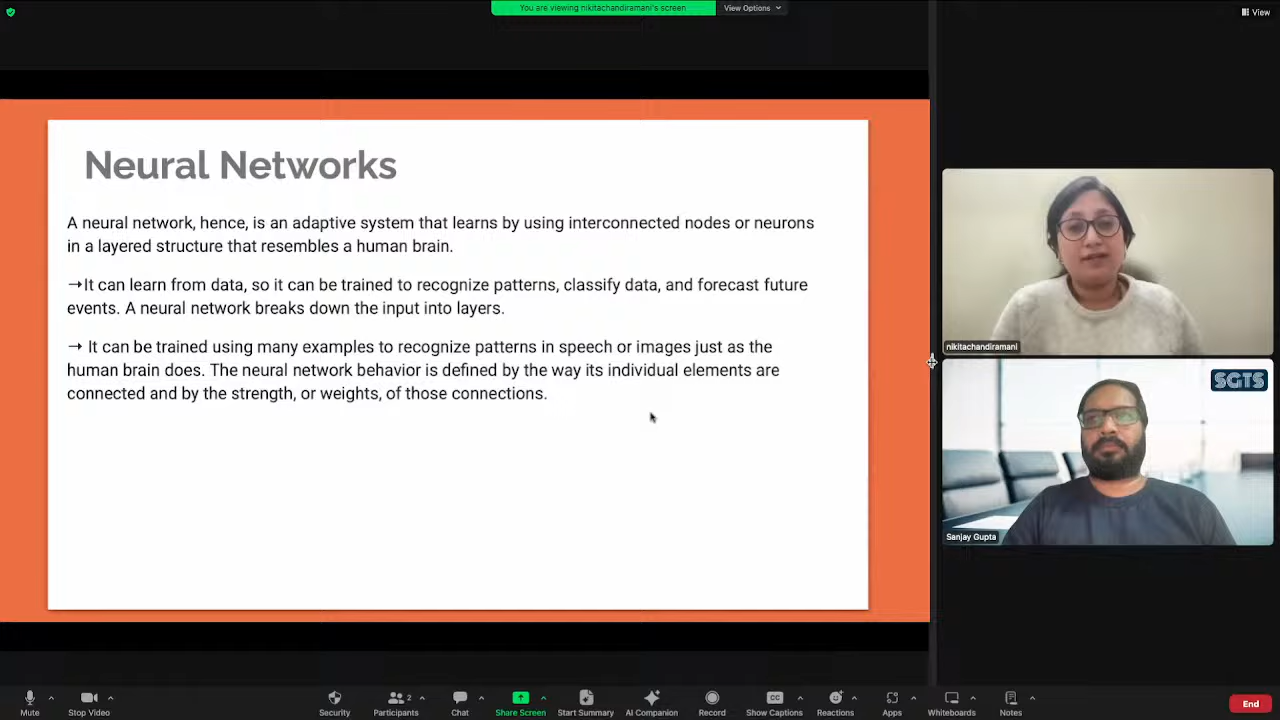 You are viewing nikitachandiramani's screen
View Options
View
Neural Networks
A neural network, hence, is an adaptive system that learns by using interconnected nodes or neurons
in a layered structure that resembles a human brain.
→It can learn from data, so it can be trained to recognize patterns, classify data, and forecast future
events. A neural network breaks down the input into layers.
→ It can be trained using many examples to recognize patterns in speech or images just as the
human brain does. The neural network behavior is defined by the way its individual elements are
connected and by the strength, or weights, of those connections.
nikitachandiramani
SGTS
Sanjay Gupta
Mute
Stop Video
Security
Participants 2
Chat
Share Screen
Start Summary
AI Companion
Record
CC
Show Captions
Reactions
Apps
Whiteboards
Notes
End